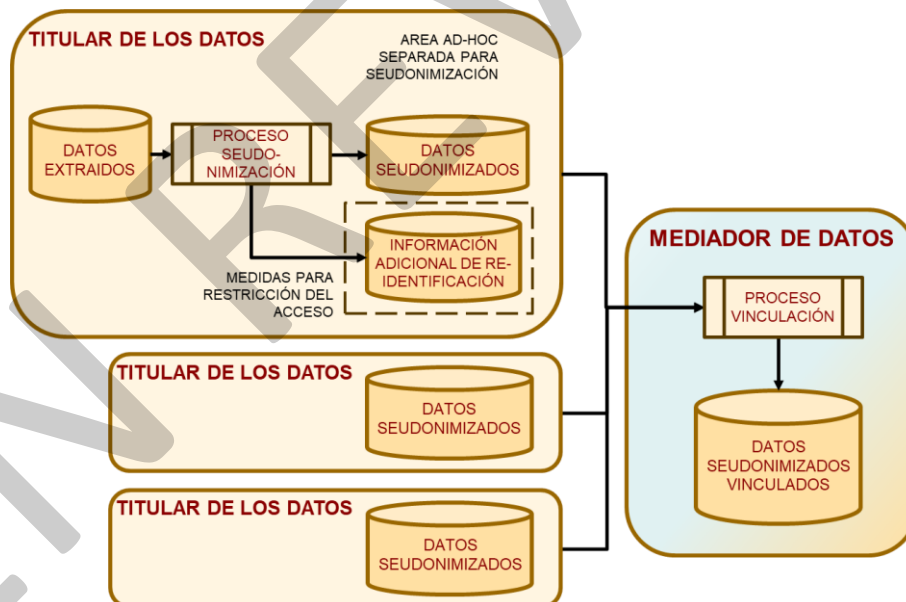 TITULAR DE LOS DATOS
AREA AD-HOC
SEPARADA PARA
SEUDONIMIZACIÓN
DATOS
EXTRAIDOS
PROCESO
SEUDO-
NIMIZACIÓN
DATOS
SEUDONIMIZADOS
INFORMACIÓN
ADICIONAL DE RE-
IDENTIFICACIÓN
MEDIDAS PARA
RESTRICCIÓN DEL
ACCESO
MEDIADOR DE DATOS
PROCESO
VINCULACIÓN
DATOS
SEUDONIMIZADOS
VINCULADOS
TITULAR DE LOS DATOS
DATOS
SEUDONIMIZADOS
TITULAR DE LOS DATOS
DATOS
SEUDONIMIZADOS
EN REV